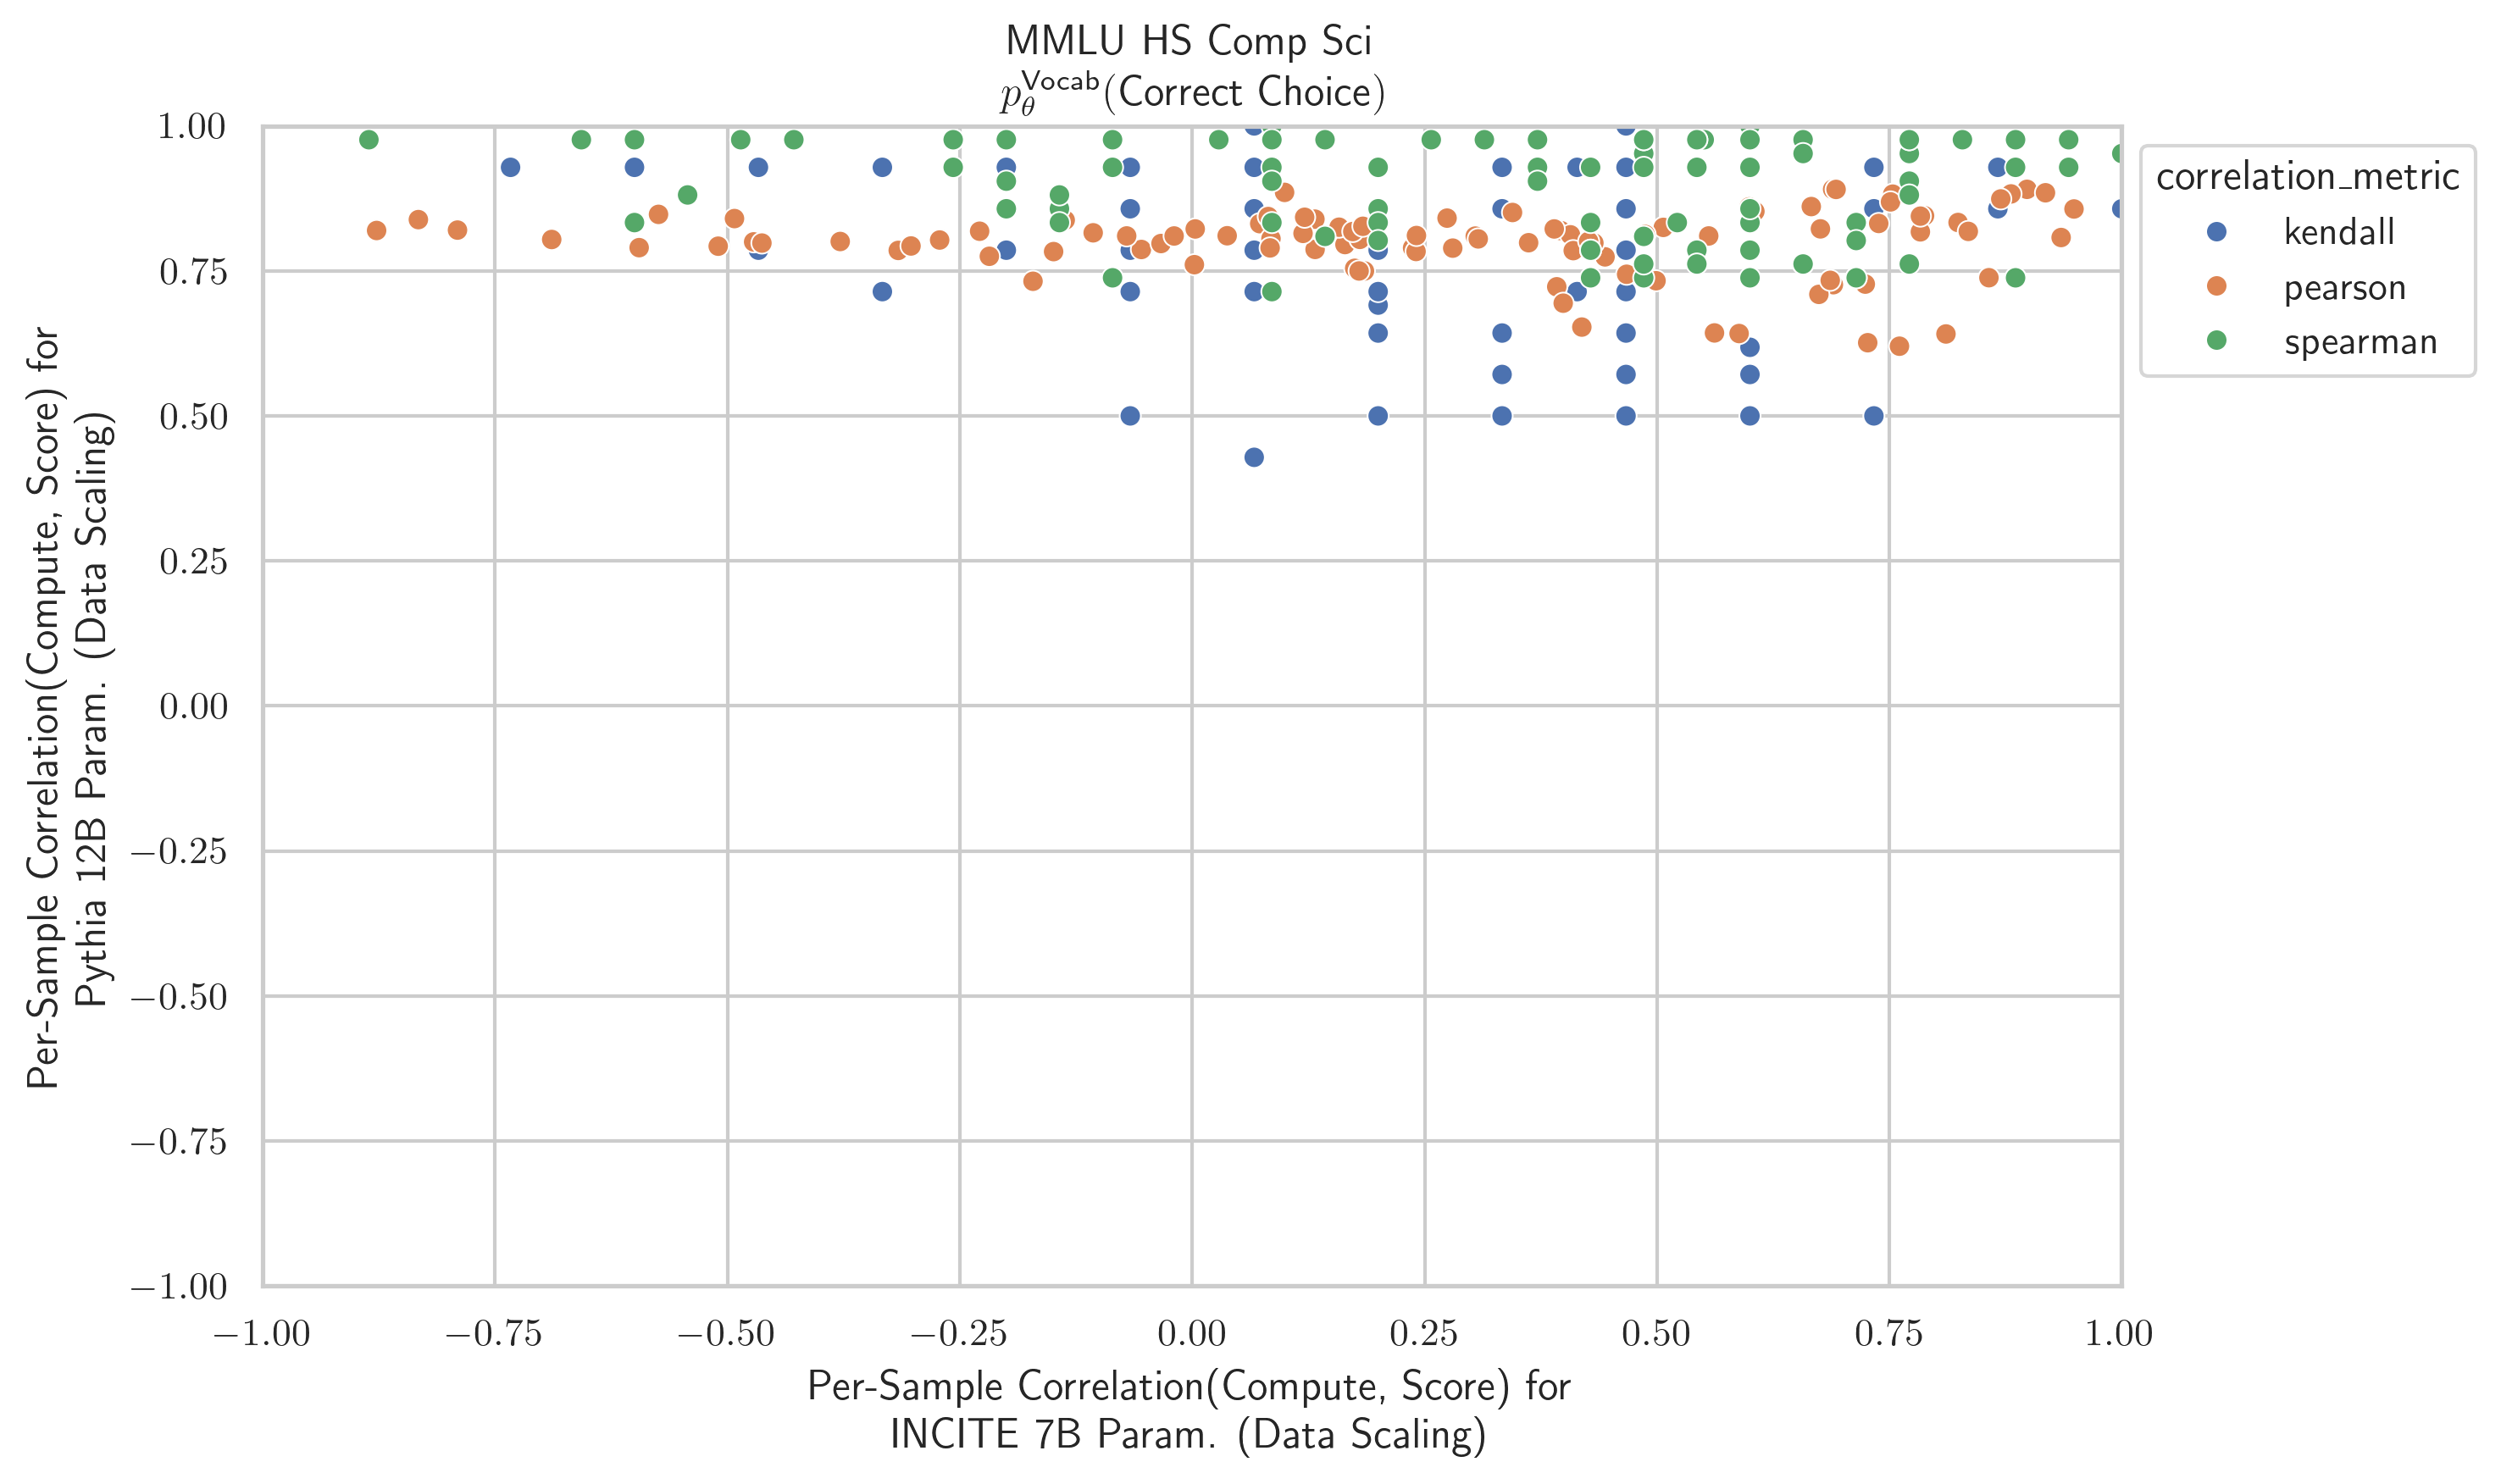 MMLU HS Comp Sci
p_θ^Vocab(Correct Choice)
1.00
0.75
0.50
0.25
0.00
−0.25
−0.50
−0.75
−1.00
Per-Sample Correlation(Compute, Score) for
Pythia 12B Param. (Data Scaling)
−1.00
−0.75
−0.50
−0.25
0.00
0.25
0.50
0.75
1.00
Per-Sample Correlation(Compute, Score) for
INCITE 7B Param. (Data Scaling)
correlation_metric
kendall
pearson
spearman